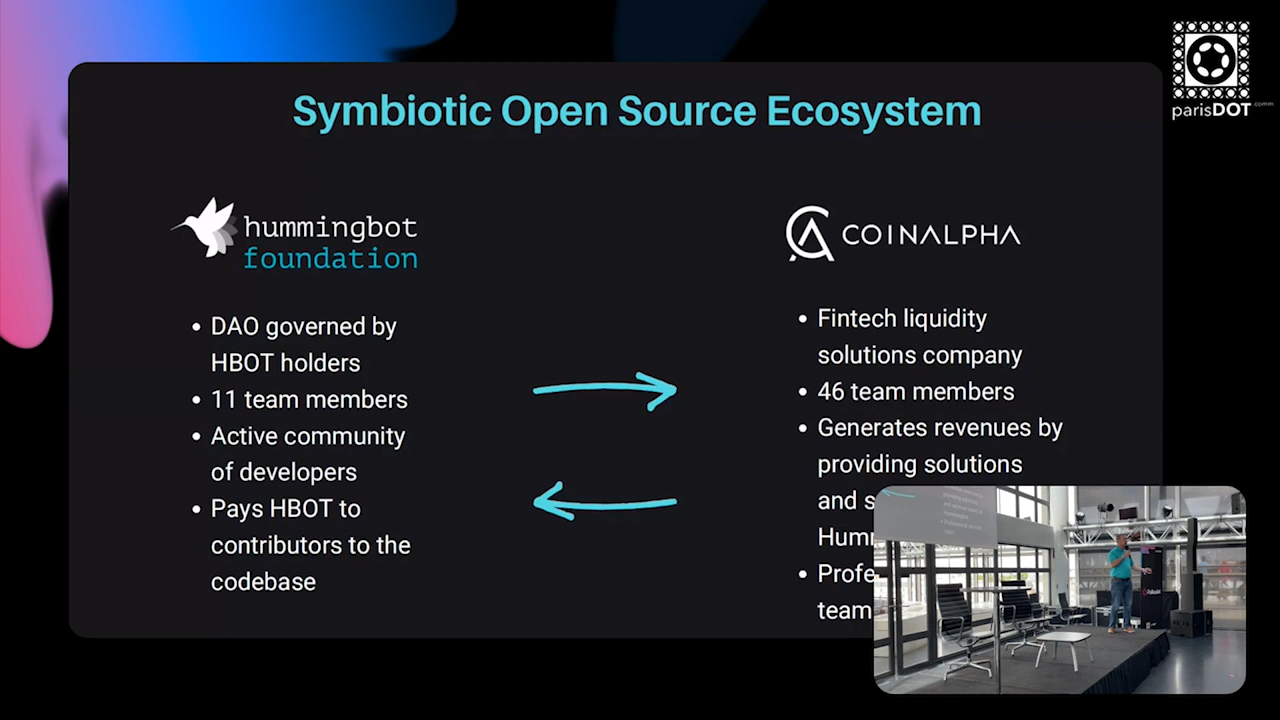 Symbiotic Open Source Ecosystem
parisDOT.comm
hummingbot
foundation
• DAO governed by
HBOT holders
• 11 team members
• Active community
of developers
• Pays HBOT to
contributors to the
codebase
COINALPHA
• Fintech liquidity
solutions company
• 46 team members
• Generates revenues by
providing solutions
and s
Humm
• Profe
team